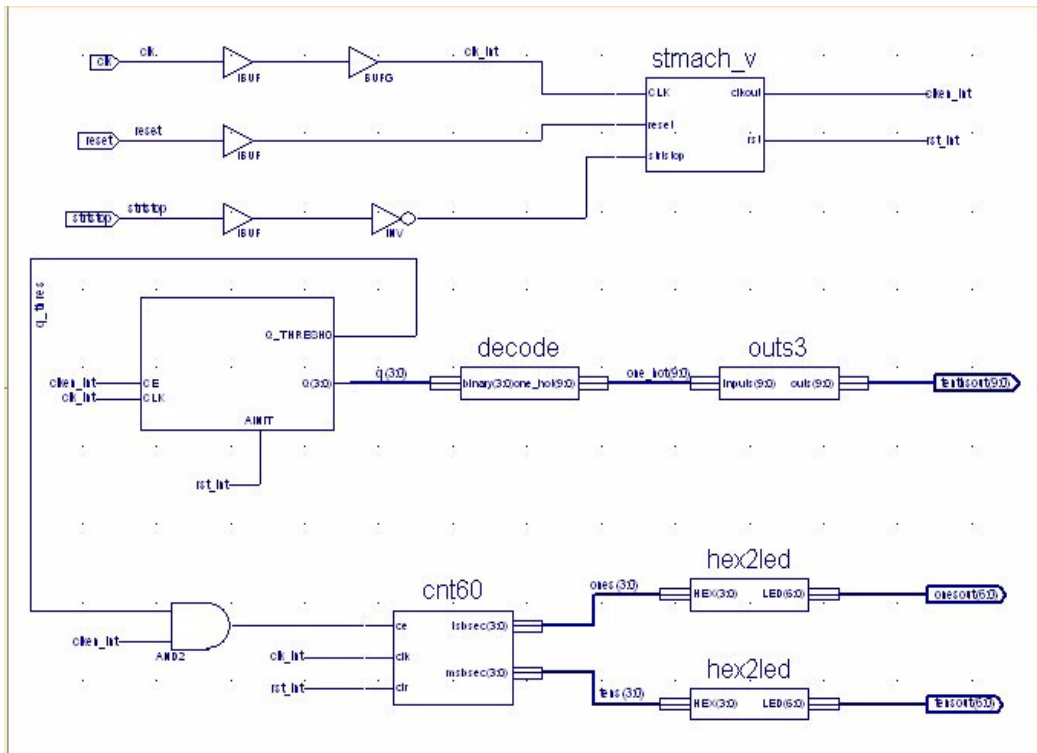 clk
clk
IBUF
BUFG
clk_int
stmach_v
CLK
clkout
clken_int
reset
reset
IBUF
reset
rst
rst_int
strtstop
strtstop
strtstop
IBUF
INV
q_thres
Q_THRESH0
decode
outs3
clken_int
CE
Q(3:0)
q(3:0)
binary(3:0)one_hot(9:0)
one_hot(9:0)
inputs(9:0) outs(9:0)
tenthsout(9:0)
clk_int
CLK
AINIT
rst_int
hex2led
cnt60
ones(3:0)
HEX(3:0) LED(6:0)
onesout(6:0)
ce
lsbsec(3:0)
clken_int
AND2
clk_int
clk
msbsec(3:0)
hex2led
rst_int
clr
tens(3:0)
HEX(3:0) LED(6:0)
tensout(6:0)